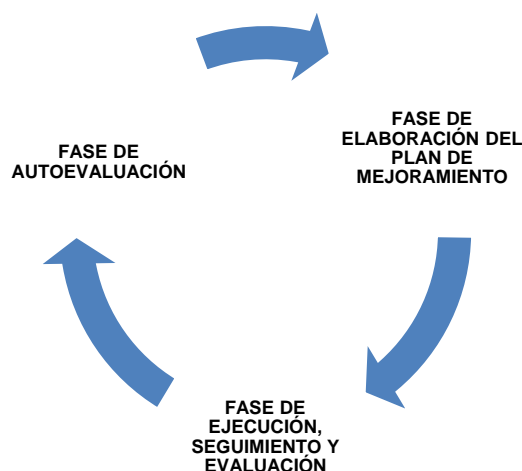 FASE DE
AUTOEVALUACIÓN
FASE DE
ELABORACIÓN DEL
PLAN DE
MEJORAMIENTO
FASE DE
EJECUCIÓN,
SEGUIMIENTO Y
EVALUACIÓN